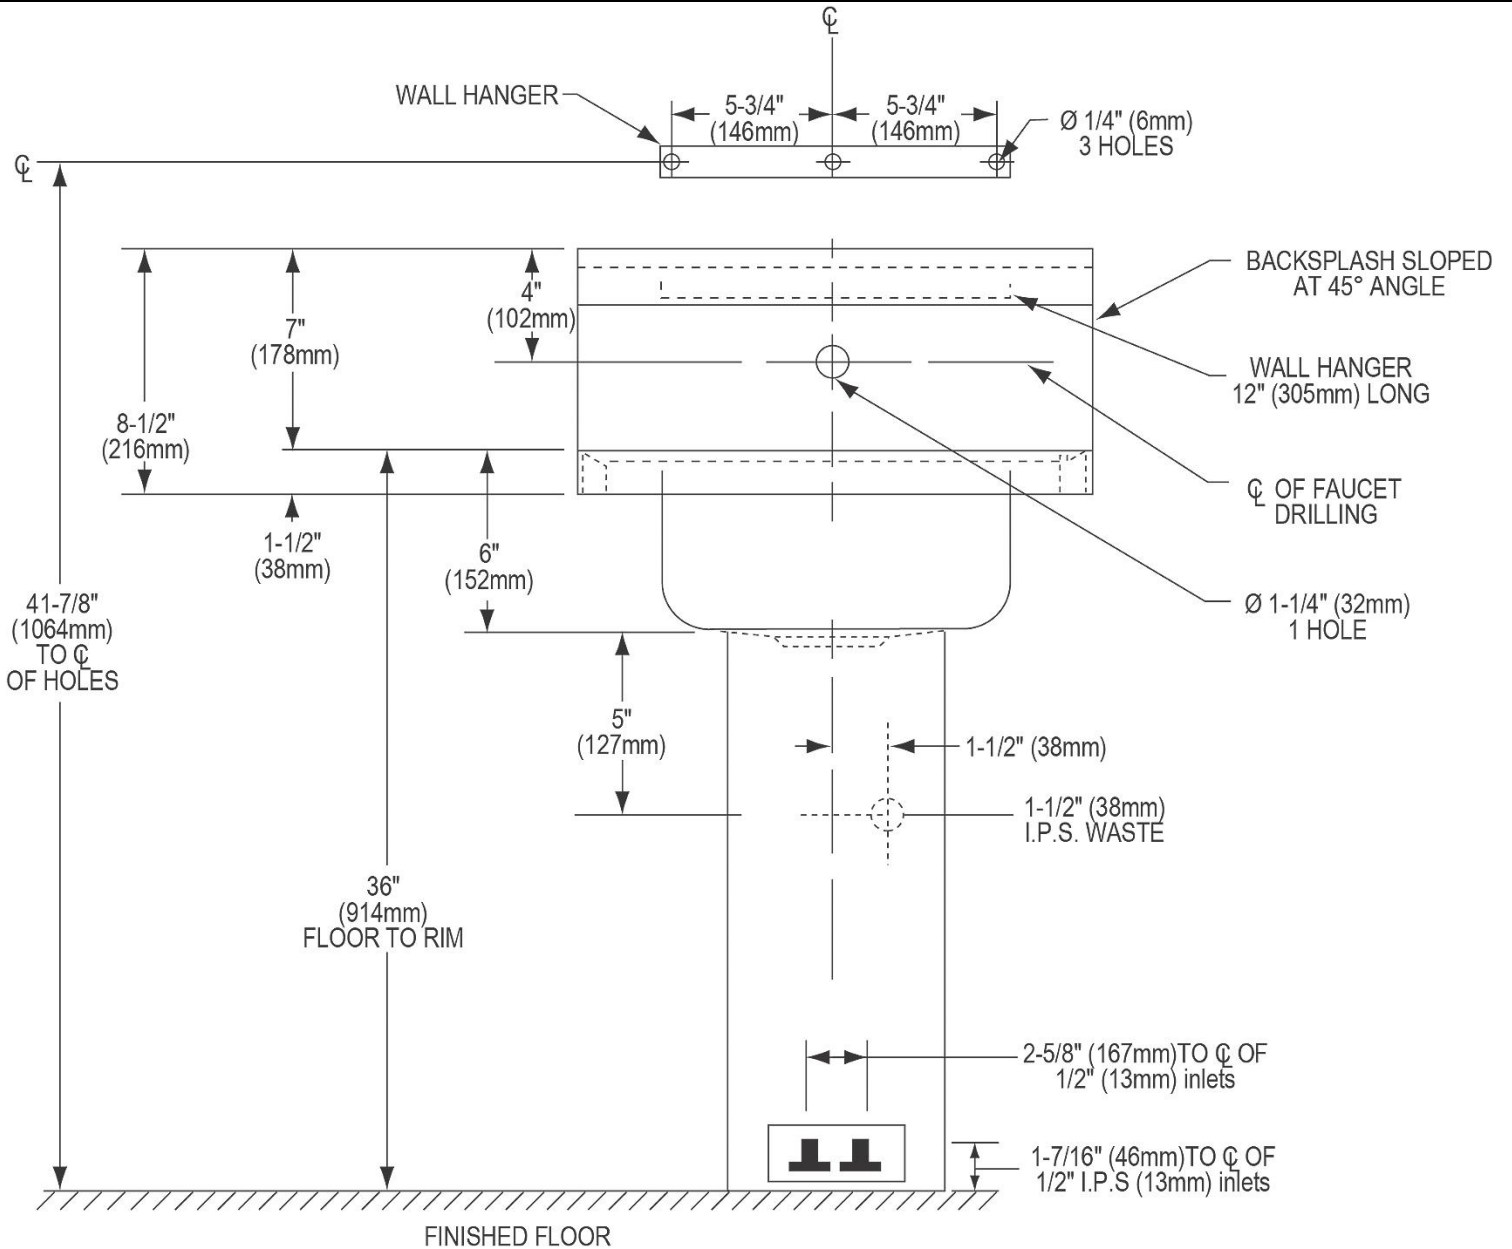 ℄
WALL HANGER
5-3/4"
(146mm)
5-3/4"
(146mm)
Ø 1/4" (6mm)
3 HOLES
℄
BACKSPLASH SLOPED
AT 45° ANGLE
4"
(102mm)
7"
(178mm)
WALL HANGER
12" (305mm) LONG
8-1/2"
(216mm)
℄ OF FAUCET
DRILLING
1-1/2"
(38mm)
6"
(152mm)
41-7/8"
(1064mm)
TO ℄
OF HOLES
Ø 1-1/4" (32mm)
1 HOLE
5"
(127mm)
1-1/2" (38mm)
1-1/2" (38mm)
I.P.S. WASTE
36"
(914mm)
FLOOR TO RIM
2-5/8" (167mm)TO ℄ OF
1/2" (13mm) inlets
1-7/16" (46mm)TO ℄ OF
1/2" I.P.S (13mm) inlets
FINISHED FLOOR